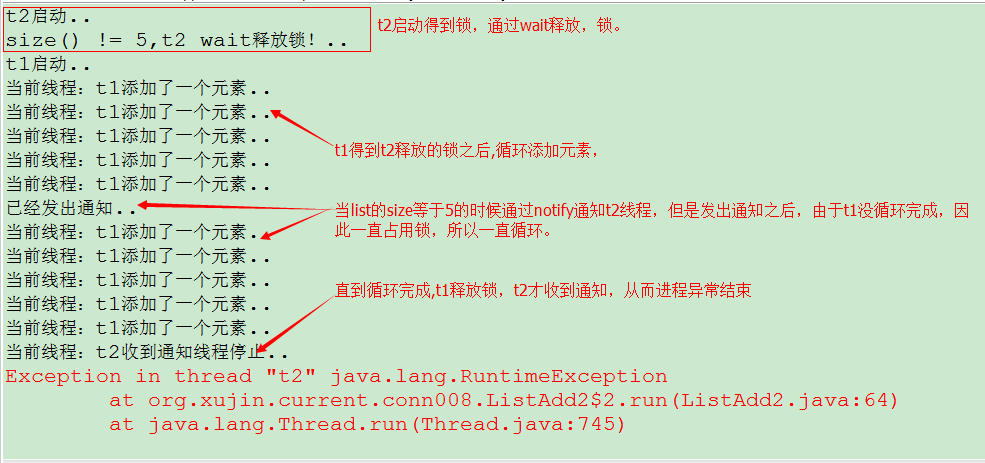 t2启动..
size() != 5,t2 wait释放锁! ..
t2启动得到锁，通过wait释放，锁。
t1启动..
当前线程：t1添加了一个元素..
当前线程：t1添加了一个元素..
当前线程：t1添加了一个元素..
当前线程：t1添加了一个元素..
当前线程：t1添加了一个元素..
t1得到t2释放的锁之后,循环添加元素，
已经发出通知..
当list的size等于5的时候通过notify通知t2线程，但是发出通知之后，由于t1没循环完成，因
此一直占用锁，所以一直循环。
当前线程：t1添加了一个元素..
当前线程：t1添加了一个元素..
当前线程：t1添加了一个元素..
当前线程：t1添加了一个元素..
当前线程：t1添加了一个元素..
直到循环完成,t1释放锁，t2才收到通知，从而进程异常结束
当前线程：t2收到通知线程停止..
Exception in thread "t2" java.lang.RuntimeException
at org.xujin.current.conn008.ListAdd2$2.run(ListAdd2.java:64)
at java.lang.Thread.run(Thread.java:745)